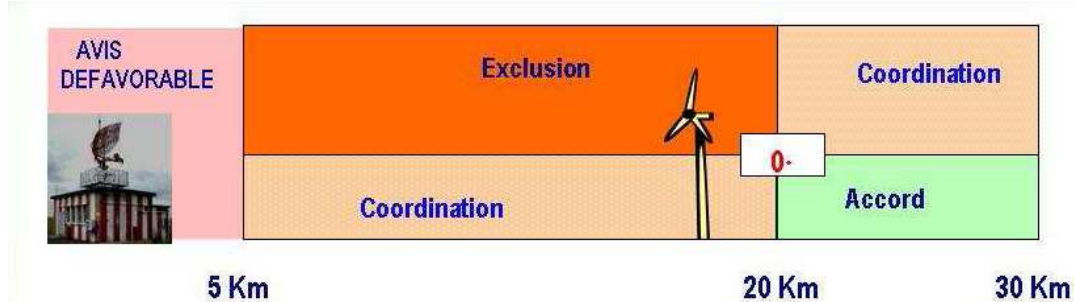 AVIS
DEFAVORABLE
Exclusion
Coordination
0·
Coordination
Accord
5 Km
20 Km
30 Km